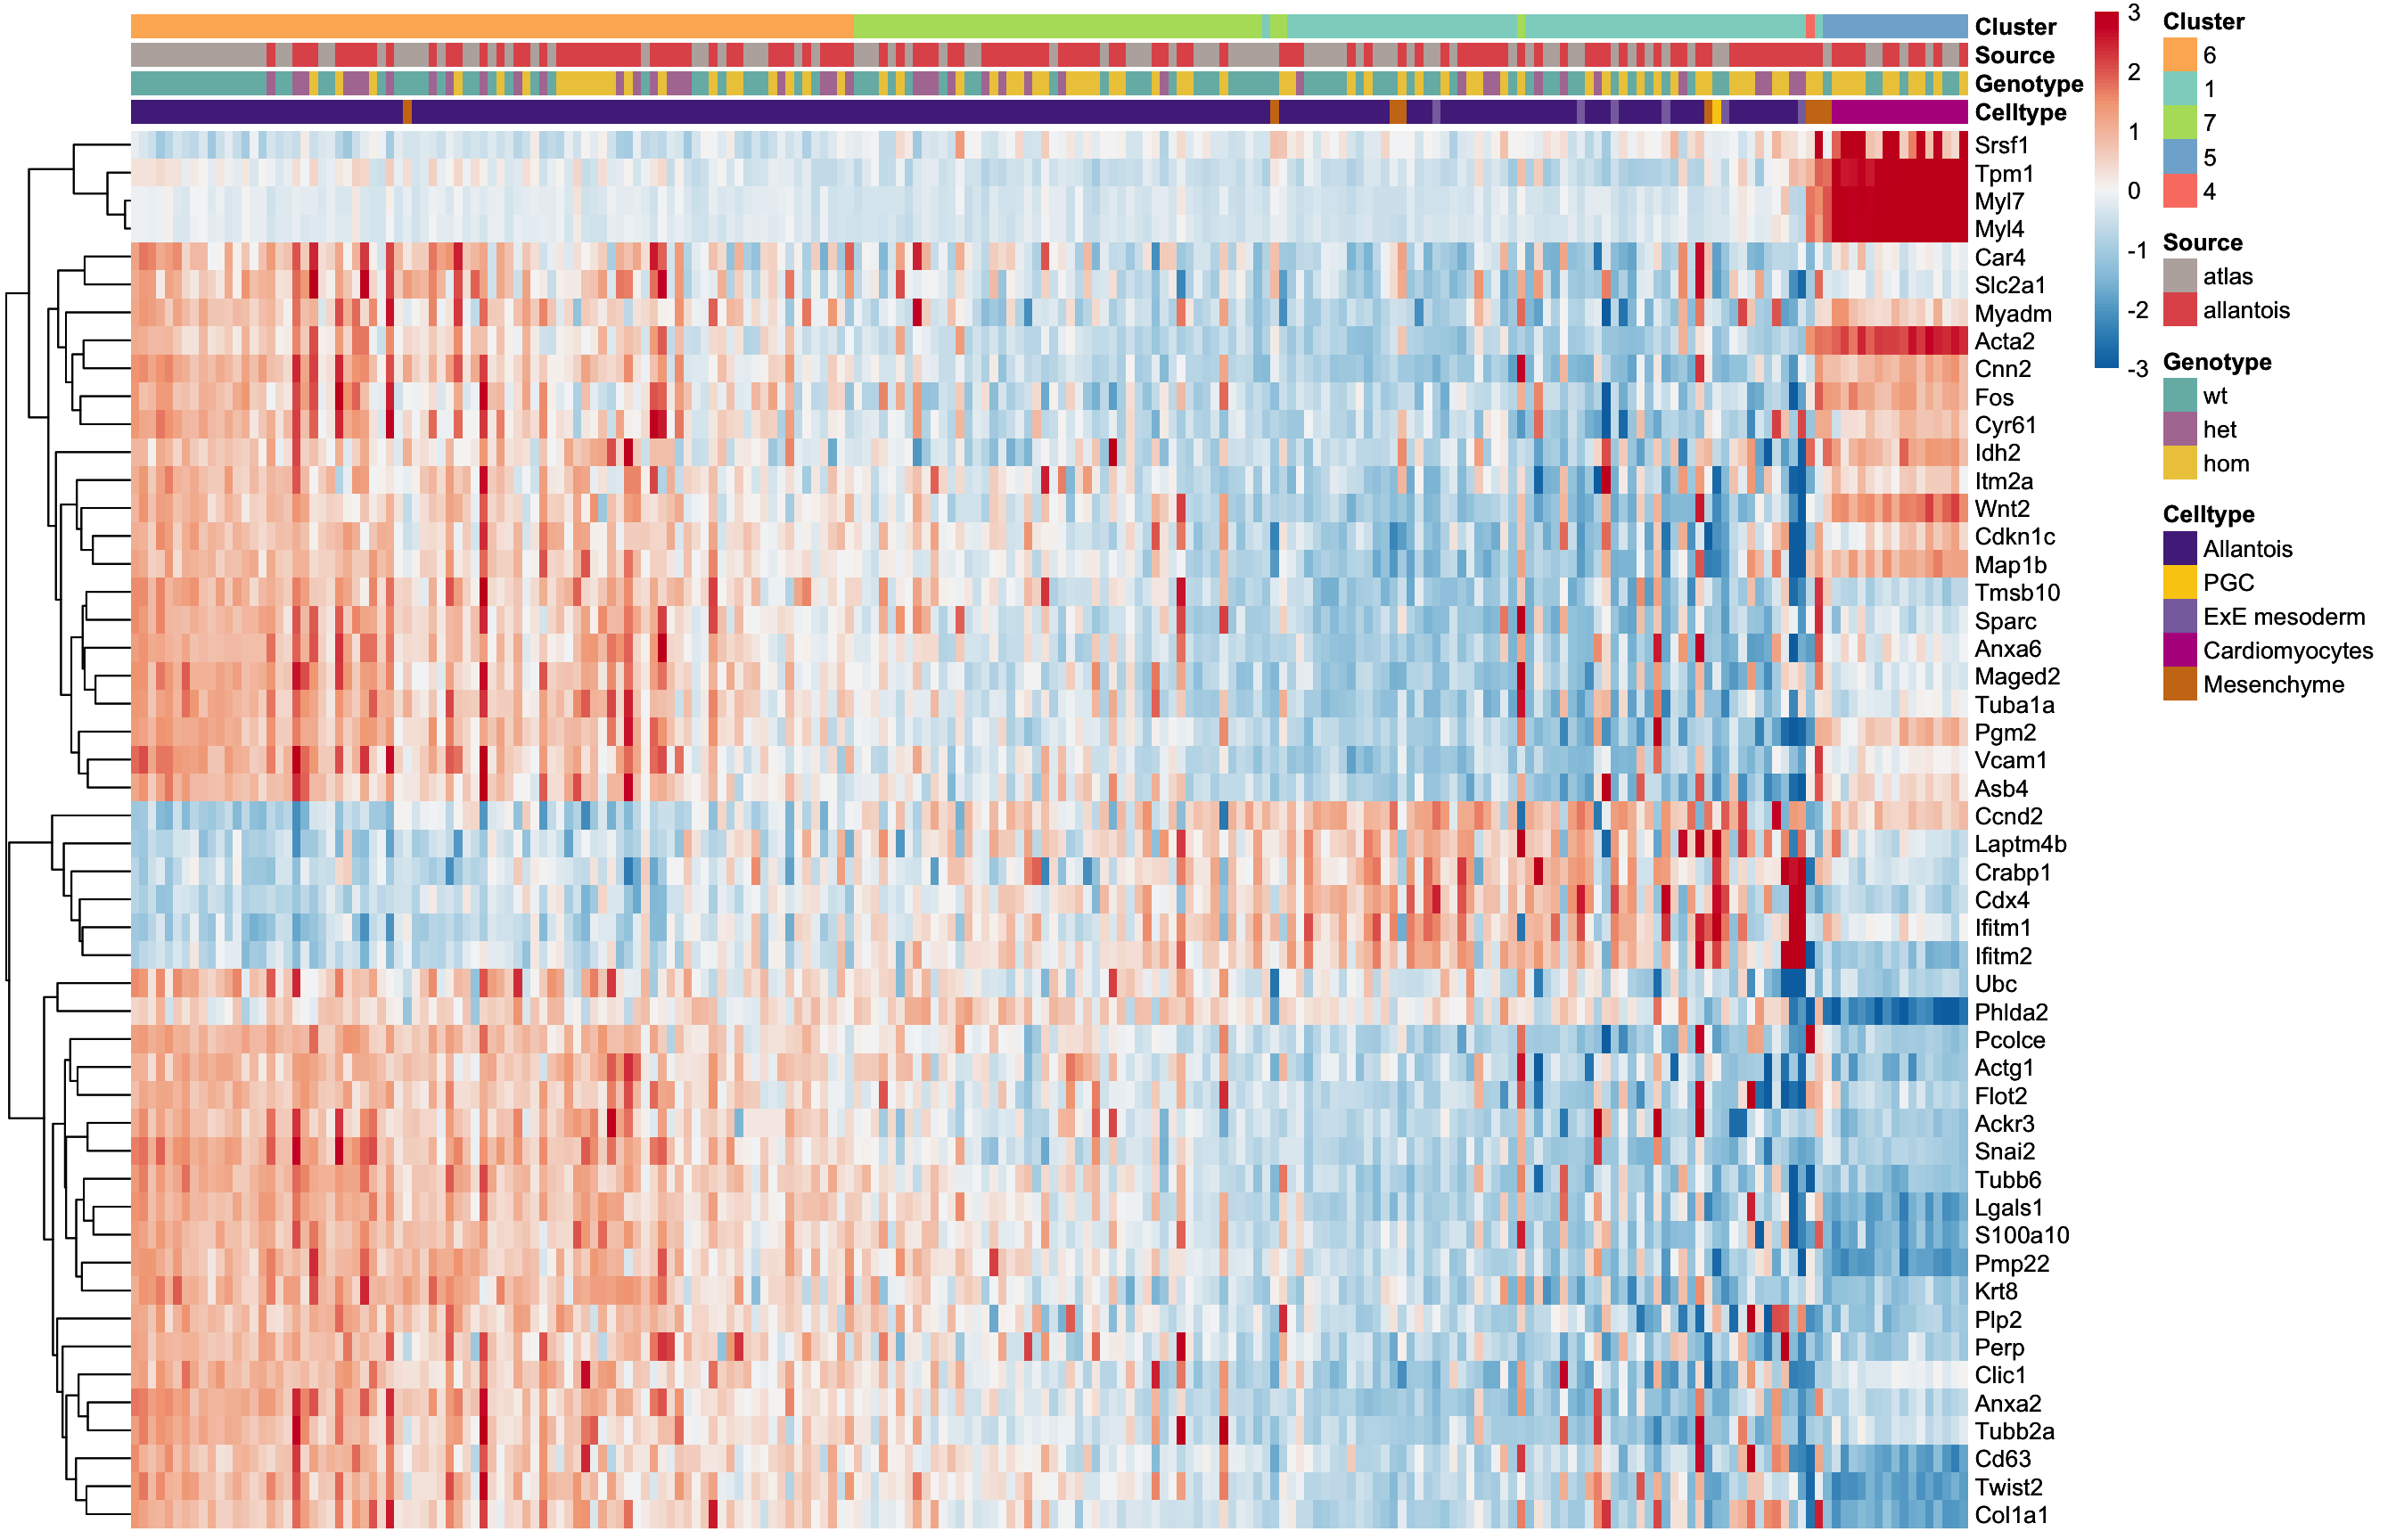 Cluster
Source
Genotype
Celltype
Srsf1
Tpm1
Myl7
Myl4
Car4
Slc2a1
Myadm
Acta2
Cnn2
Fos
Cyr61
Idh2
Itm2a
Wnt2
Cdkn1c
Map1b
Tmsb10
Sparc
Anxa6
Maged2
Tuba1a
Pgm2
Vcam1
Asb4
Ccnd2
Laptm4b
Crabp1
Cdx4
Ifitm1
Ifitm2
Ubc
Phlda2
Pcolce
Actg1
Flot2
Ackr3
Snai2
Tubb6
Lgals1
S100a10
Pmp22
Krt8
Plp2
Perp
Clic1
Anxa2
Tubb2a
Cd63
Twist2
Col1a1
3
2
1
0
-1
-2
-3
Cluster
6
1
7
5
4
Source
atlas
allantois
Genotype
wt
het
hom
Celltype
Allantois
PGC
ExE mesoderm
Cardiomyocytes
Mesenchyme